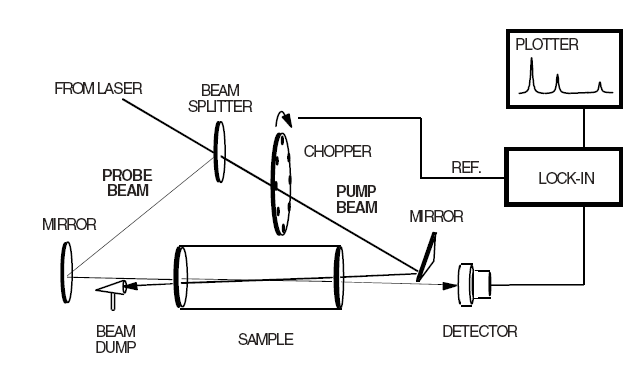 PLOTTER
FROM LASER
BEAM
SPLITTER
CHOPPER
REF.
LOCK-IN
PROBE
BEAM
PUMP
BEAM
MIRROR
MIRROR
BEAM
DUMP
SAMPLE
DETECTOR